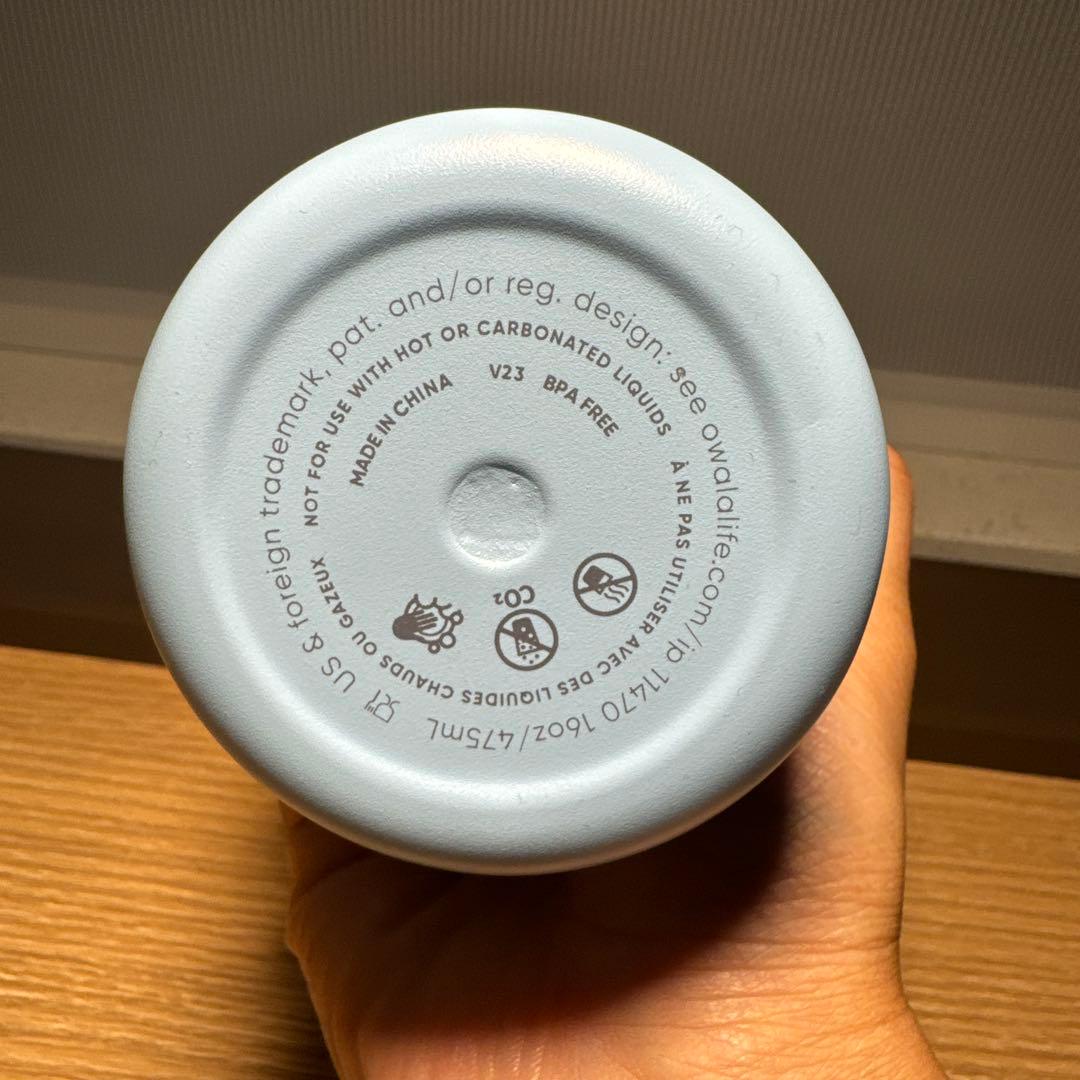 US & foreign trademark, pat. and/or reg. design: see owalalife.com/ip 11470 16oz/475mL
NOT FOR USE WITH HOT OR CARBONATED LIQUIDS
À NE PAS UTILISER AVEC DES LIQUIDES CHAUDS OU GAZEUX
MADE IN CHINA
V23
BPA FREE
CO₂